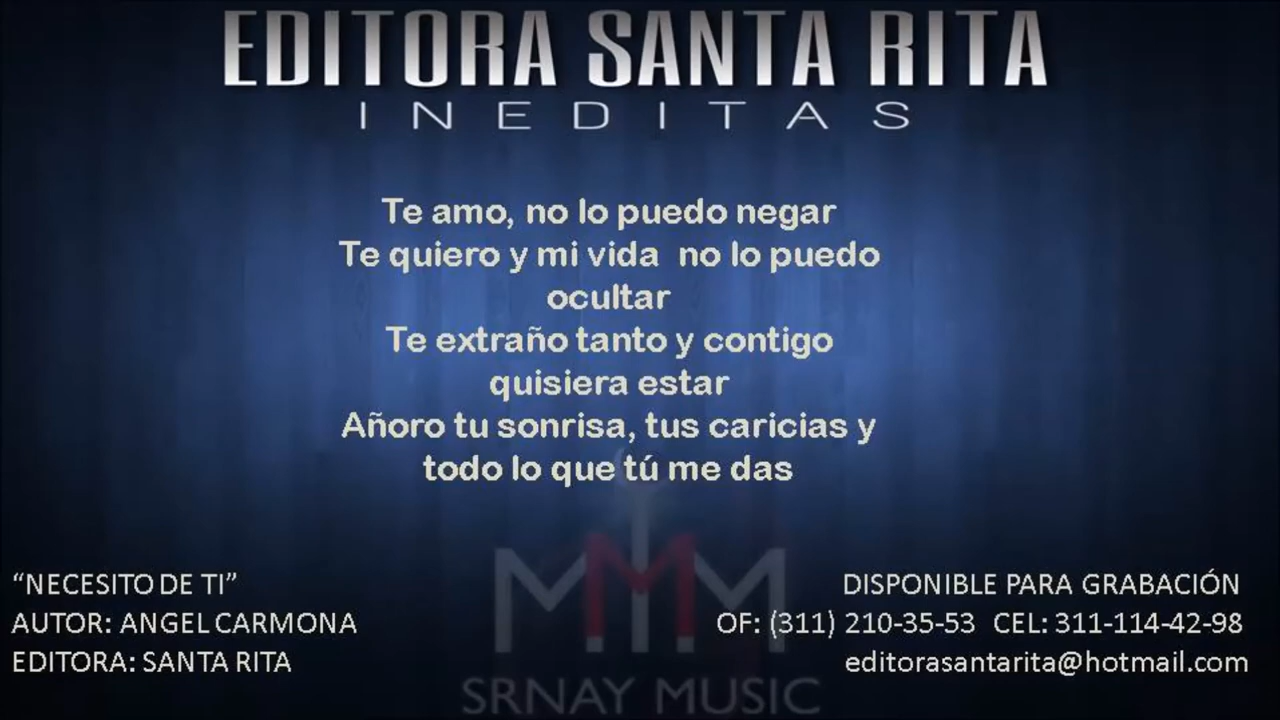 EDITORA SANTA RITA
INEDITAS
Te amo, no lo puedo negar
Te quiero y mi vida  no lo puedo
ocultar
Te extraño tanto y contigo
quisiera estar
Añoro tu sonrisa, tus caricias y
todo lo que tú me das
“NECESITO DE TI”
AUTOR: ANGEL CARMONA
EDITORA: SANTA RITA
DISPONIBLE PARA GRABACIÓN
OF: (311) 210-35-53  CEL: 311-114-42-98
editorasantarita@hotmail.com
MMM
SRNAY MUSIC